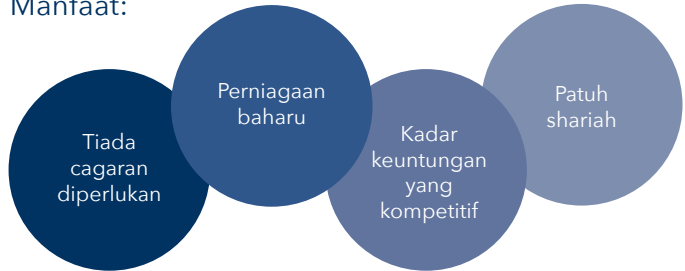 Manfaat:
Tiada
cagaran
diperlukan
Perniagaan
baharu
Kadar
keuntungan
yang
kompetitif
Patuh
shariah